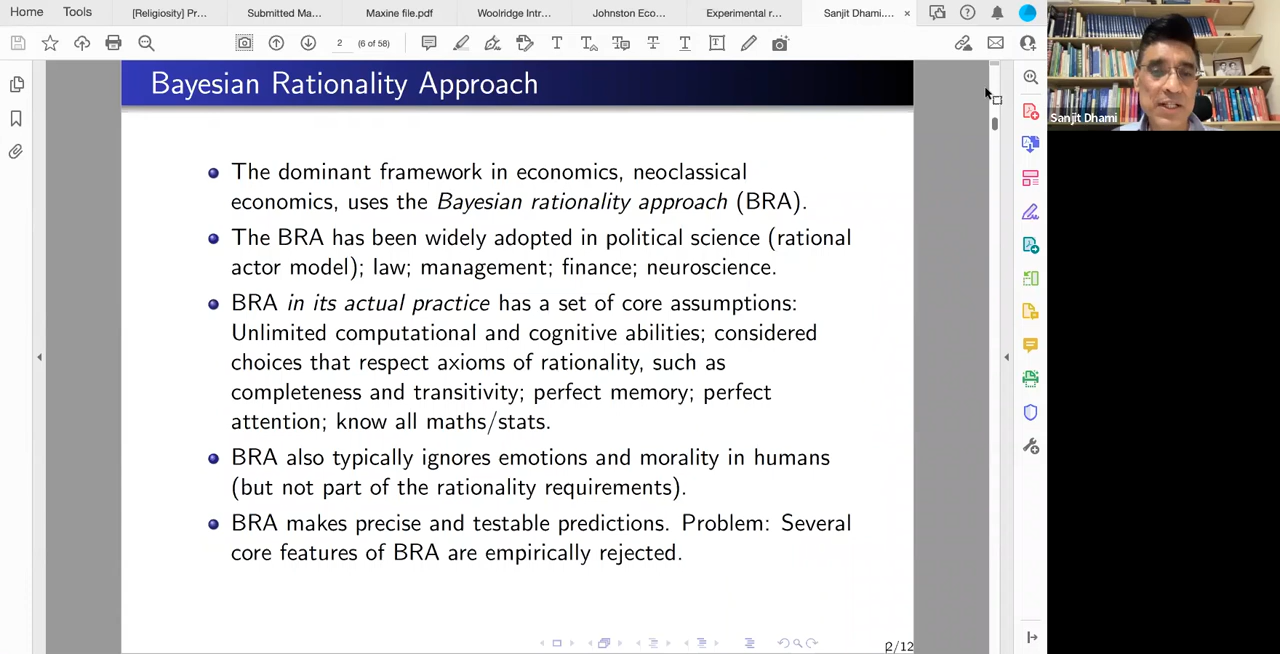 Home Tools [Religiosity] Pr... Submitted Ma... Maxine file.pdf Woolridge Intr... Johnston Eco... Experimental r... Sanjit Dhami.... ×
2 (6 of 58)
Bayesian Rationality Approach
The dominant framework in economics, neoclassical
economics, uses the Bayesian rationality approach (BRA).
The BRA has been widely adopted in political science (rational
actor model); law; management; finance; neuroscience.
BRA in its actual practice has a set of core assumptions:
Unlimited computational and cognitive abilities; considered
choices that respect axioms of rationality, such as
completeness and transitivity; perfect memory; perfect
attention; know all maths/stats.
BRA also typically ignores emotions and morality in humans
(but not part of the rationality requirements).
BRA makes precise and testable predictions. Problem: Several
core features of BRA are empirically rejected.
2/12
Sanjit Dhami